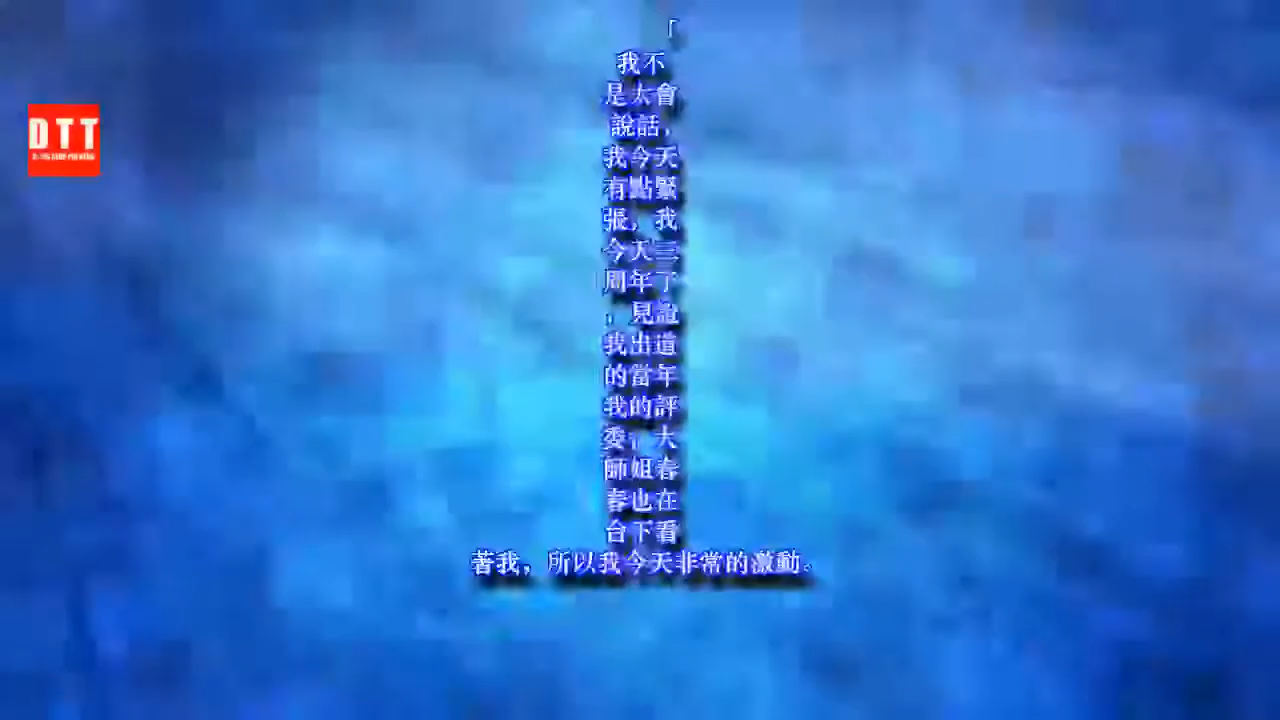 DTT
「
我不
是太會
說話，
我今天
有點緊
張，我
今天三
周年了
，見證
我出道
的當年
我的評
委，大
師姐春
春也在
台下看
著我，所以我今天非常的激動。